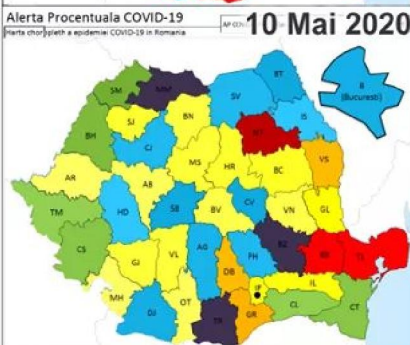 Alerta Procentuala COVID-19
10 Mai 2020
Harta choropleth a epidemiei COVID-19 in Romania
BT
SM
MM
SV
B
(Bucuresti)
SJ
BN
IS
BH
CJ
NT
MS
HR
BC
VS
AR
AB
TM
HD
SB
BV
CV
VN
GL
CS
GJ
VL
AG
PH
BZ
BR
TL
DB
MH
IF
IL
DJ
OT
TR
GR
CL
CT